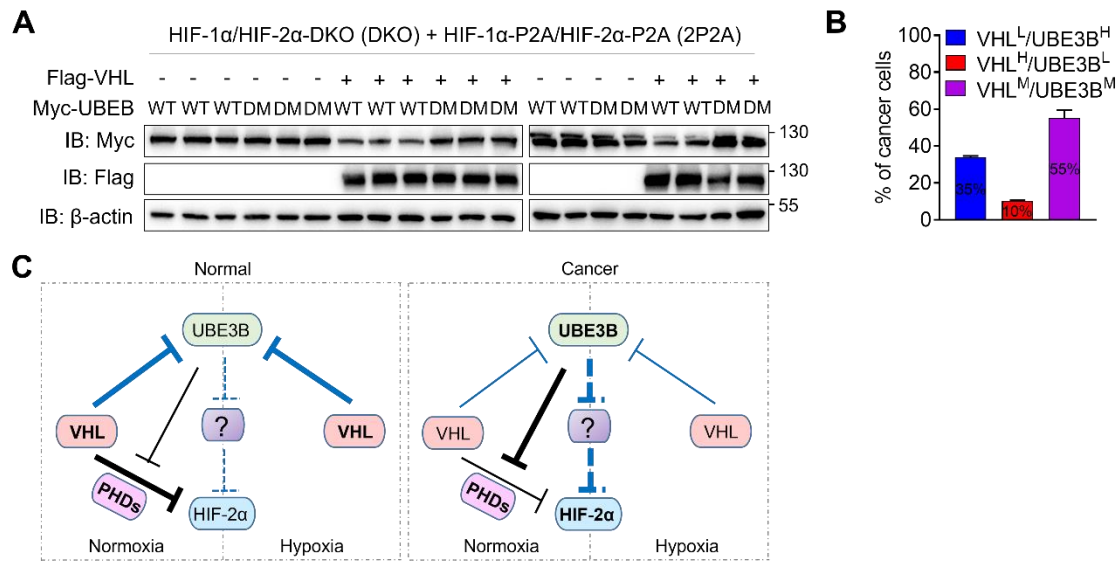 A
HIF-1α/HIF-2α-DKO (DKO) + HIF-1α-P2A/HIF-2α-P2A (2P2A)
Flag-VHL - - - - - - + + + + + + - - - - + + + +
Myc-UBEB WT WT WT DM DM DM WT WT WT DM DM DM WT WT DM DM WT WT DM DM
IB: Myc 130
IB: Flag 130
IB: β-actin 55
B
% of cancer cells
100
80
60
40
20
0
VHLᴸ/UBE3Bᴴ
VHLᴴ/UBE3Bᴸ
VHLᴹ/UBE3Bᴹ
35%
10%
55%
C
Normal
UBE3B
VHL
?
VHL
PHDs
HIF-2α
Normoxia
Hypoxia
Cancer
UBE3B
VHL
?
VHL
PHDs
HIF-2α
Normoxia
Hypoxia